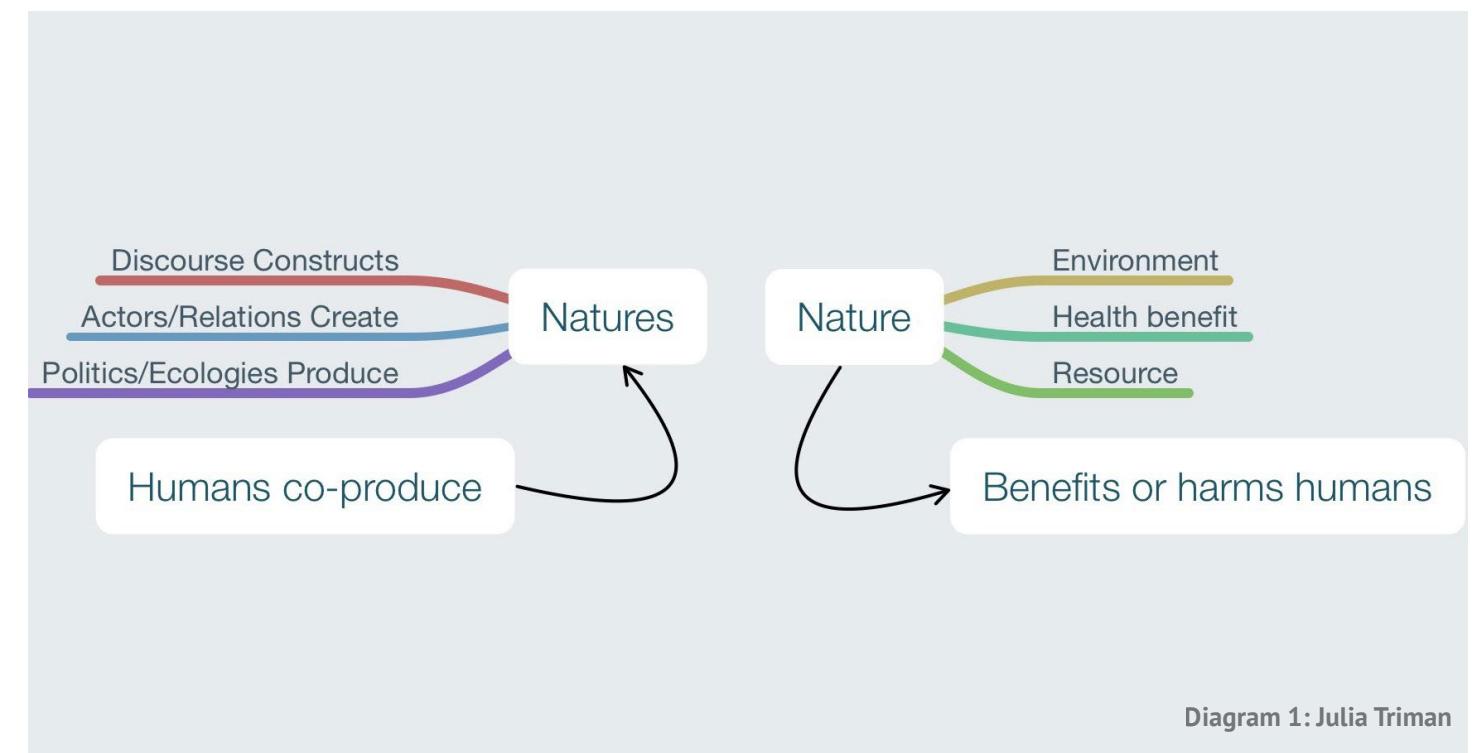 Discourse Constructs
Actors/Relations Create
Politics/Ecologies Produce
Natures
Humans co-produce
Nature
Environment
Health benefit
Resource
Benefits or harms humans
Diagram 1: Julia Triman